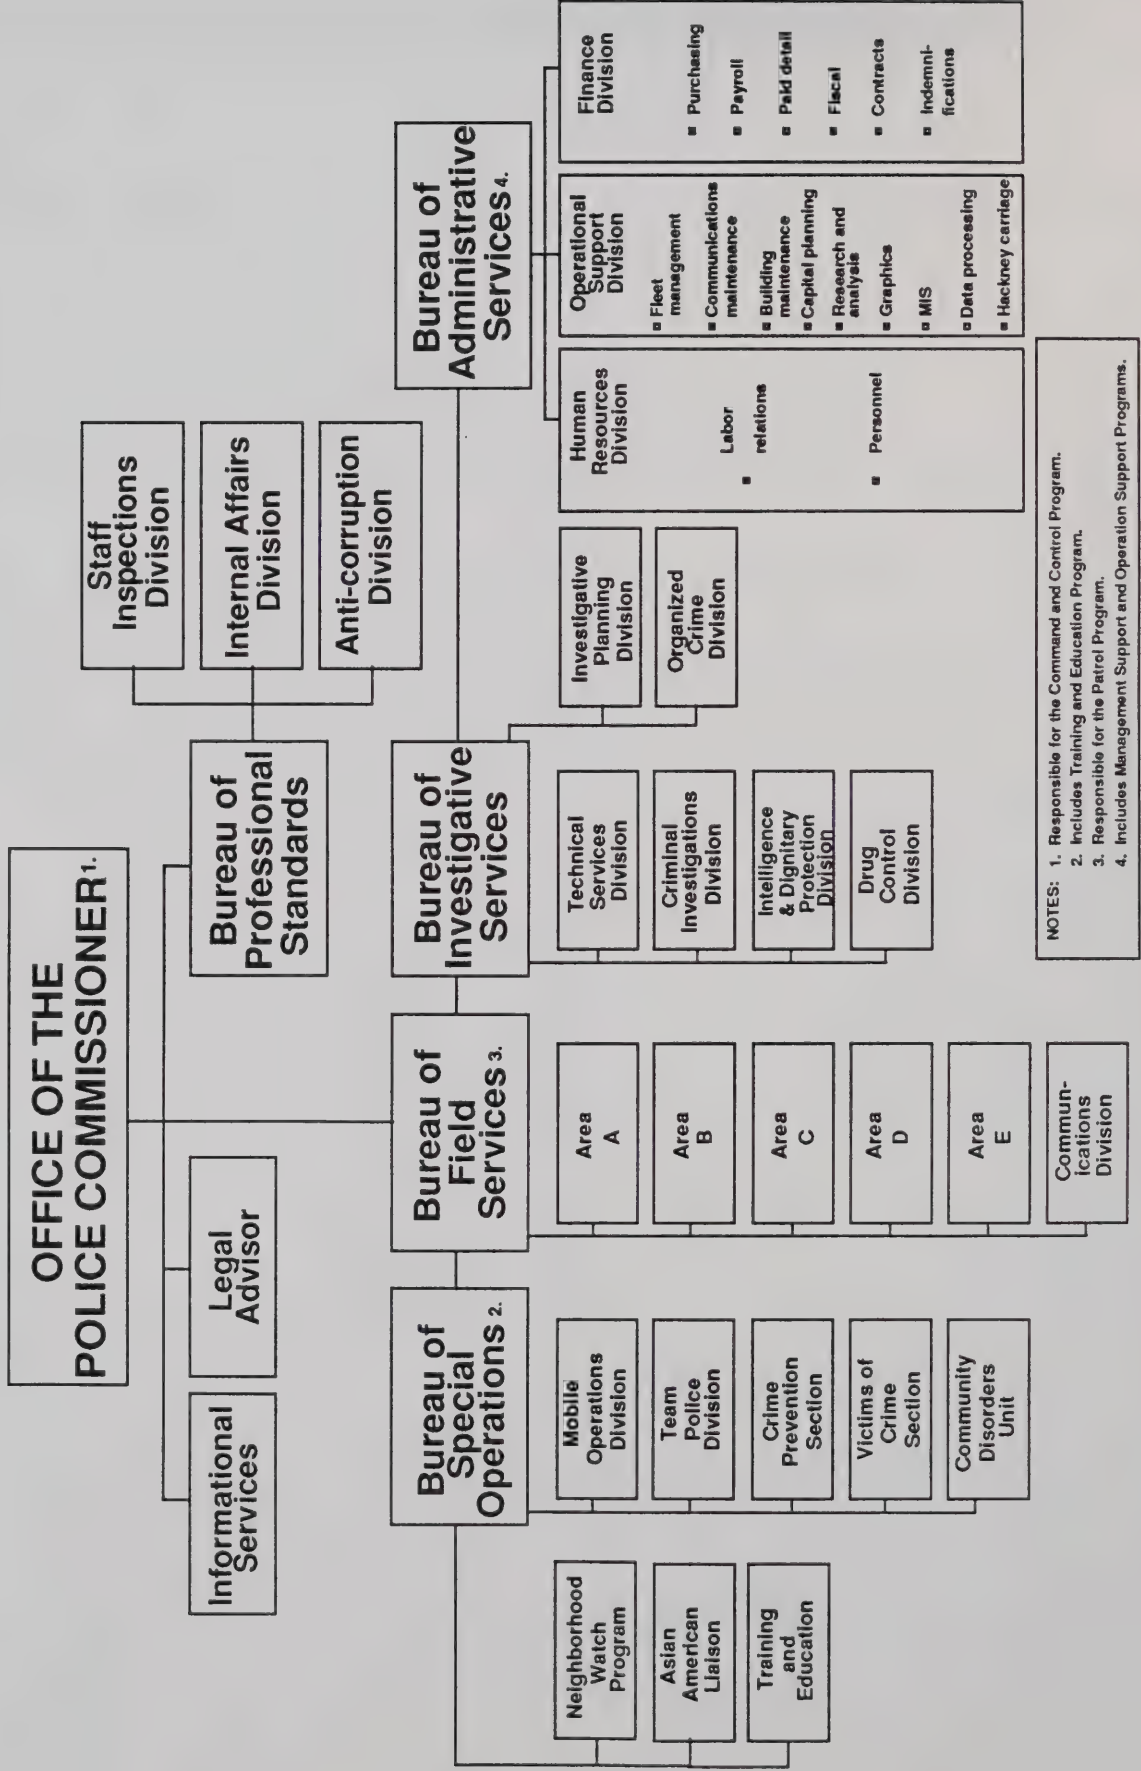 OFFICE OF THE
POLICE COMMISSIONER1.
Informational
Services
Legal
Advisor
Bureau of
Professional
Standards
Staff
Inspections
Division
Internal Affairs
Division
Anti-corruption
Division
Bureau of
Special
Operations2.
Bureau of
Field
Services3.
Bureau of
Investigative
Services
Bureau of
Administrative
Services4.
Neighborhood
Watch
Program
Asian
American
Liaison
Training
and
Education
Mobile
Operations
Division
Team
Police
Division
Crime
Prevention
Section
Victims of
Crime
Section
Community
Disorders
Unit
Area
A
Area
B
Area
C
Area
D
Area
E
Commun-
ications
Division
Technical
Services
Division
Criminal
Investigations
Division
Intelligence
& Dignitary
Protection
Division
Drug
Control
Division
Investigative
Planning
Division
Organized
Crime
Division
Human
Resources
Division
Labor
▪ relations
▪ Personnel
Operational
Support
Division
▪ Fleet
management
▪ Communications
maintenance
▪ Building
maintenance
▪ Capital planning
▪ Research and
analysis
▪ Graphics
▪ MIS
▪ Data processing
▪ Hackney carriage
Finance
Division
▪ Purchasing
▪ Payroll
▪ Paid detail
▪ Fiscal
▪ Contracts
▪ Indemni-
fications
NOTES: 1. Responsible for the Command and Control Program.
2. Includes Training and Education Program.
3. Responsible for the Patrol Program.
4. Includes Management Support and Operation Support Programs.